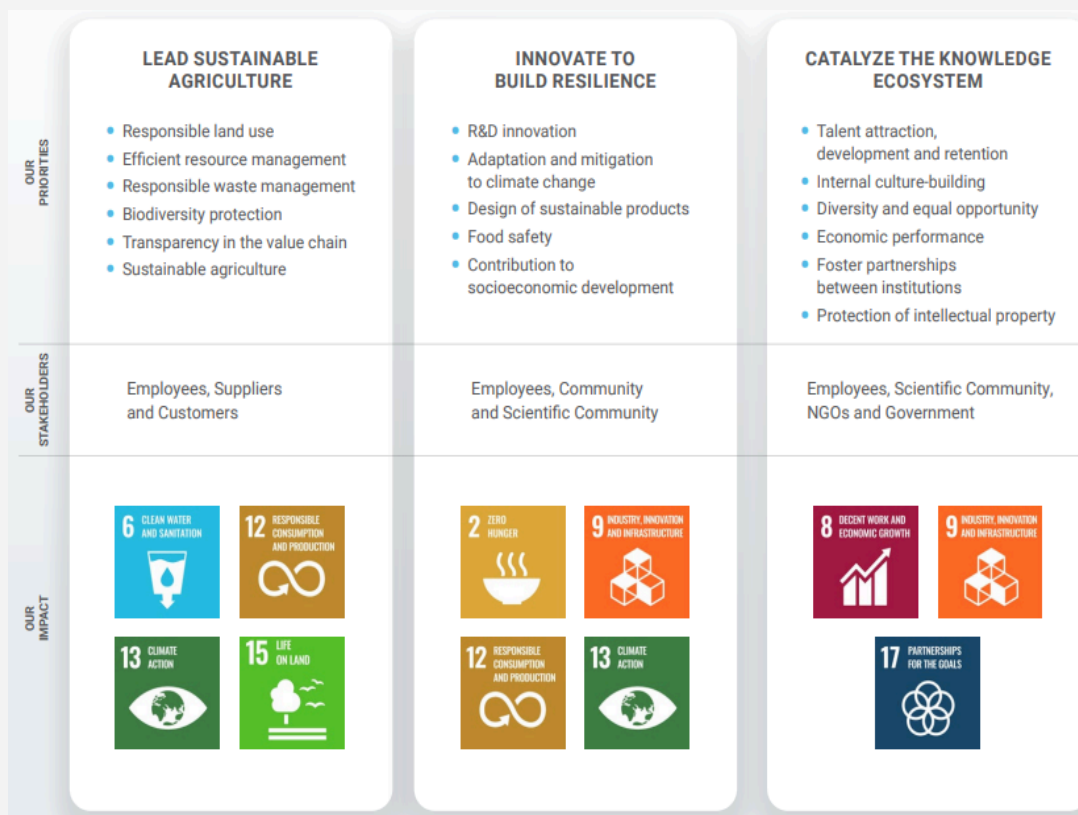 OUR
PRIORITIES
LEAD SUSTAINABLE
AGRICULTURE
• Responsible land use
• Efficient resource management
• Responsible waste management
• Biodiversity protection
• Transparency in the value chain
• Sustainable agriculture
INNOVATE TO
BUILD RESILIENCE
• R&D innovation
• Adaptation and mitigation
to climate change
• Design of sustainable products
• Food safety
• Contribution to
socioeconomic development
CATALYZE THE KNOWLEDGE
ECOSYSTEM
• Talent attraction,
development and retention
• Internal culture-building
• Diversity and equal opportunity
• Economic performance
• Foster partnerships
between institutions
• Protection of intellectual property
OUR
STAKEHOLDERS
Employees, Suppliers
and Customers
Employees, Community
and Scientific Community
Employees, Scientific Community,
NGOs and Government
OUR
IMPACT
6 CLEAN WATER
AND SANITATION
12 RESPONSIBLE
CONSUMPTION
AND PRODUCTION
13 CLIMATE
ACTION
15 LIFE
ON LAND
2 ZERO
HUNGER
9 INDUSTRY, INNOVATION
AND INFRASTRUCTURE
12 RESPONSIBLE
CONSUMPTION
AND PRODUCTION
13 CLIMATE
ACTION
8 DECENT WORK AND
ECONOMIC GROWTH
9 INDUSTRY, INNOVATION
AND INFRASTRUCTURE
17 PARTNERSHIPS
FOR THE GOALS